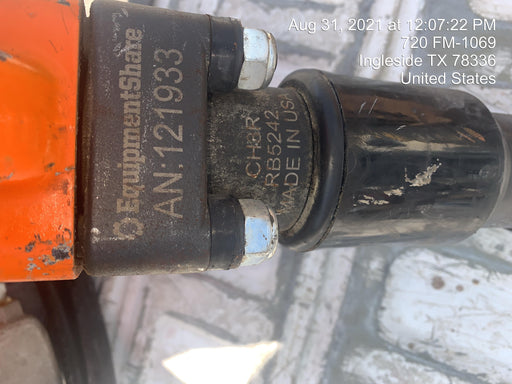 Aug 31, 2021 at 12:07:22 PM
720 FM-1069
Ingleside TX 78336
United States
EquipmentShare
AN:121933
RB5242
MADE IN USA